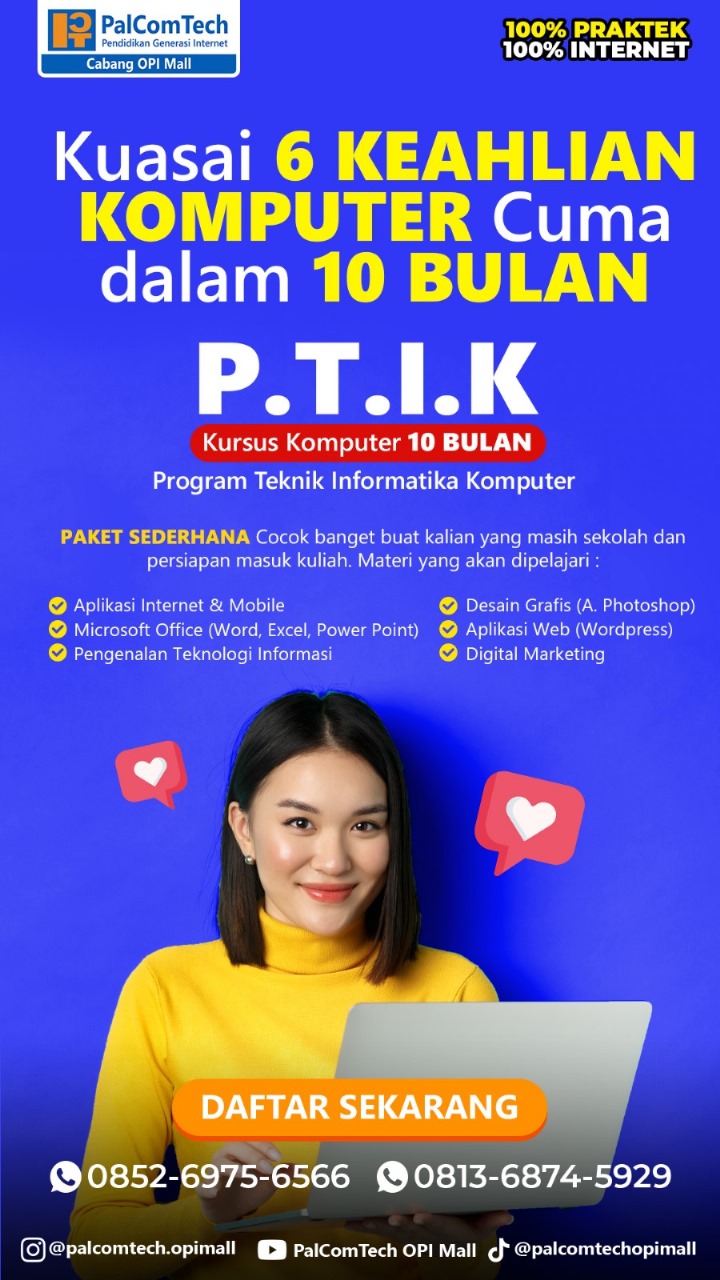 PalComTech
Pendidikan Generasi Internet
Cabang OPI Mall
100% PRAKTEK
100% INTERNET
Kuasai 6 KEAHLIAN
KOMPUTER Cuma
dalam 10 BULAN
P.T.I.K
Kursus Komputer 10 BULAN
Program Teknik Informatika Komputer
PAKET SEDERHANA Cocok banget buat kalian yang masih sekolah dan
persiapan masuk kuliah. Materi yang akan dipelajari :
Aplikasi Internet & Mobile
Microsoft Office (Word, Excel, Power Point)
Pengenalan Teknologi Informasi
Desain Grafis (A. Photoshop)
Aplikasi Web (Wordpress)
Digital Marketing
DAFTAR SEKARANG
0852-6975-6566
0813-6874-5929
@palcomtech.opimall
PalComTech OPI Mall
@palcomtechopimall